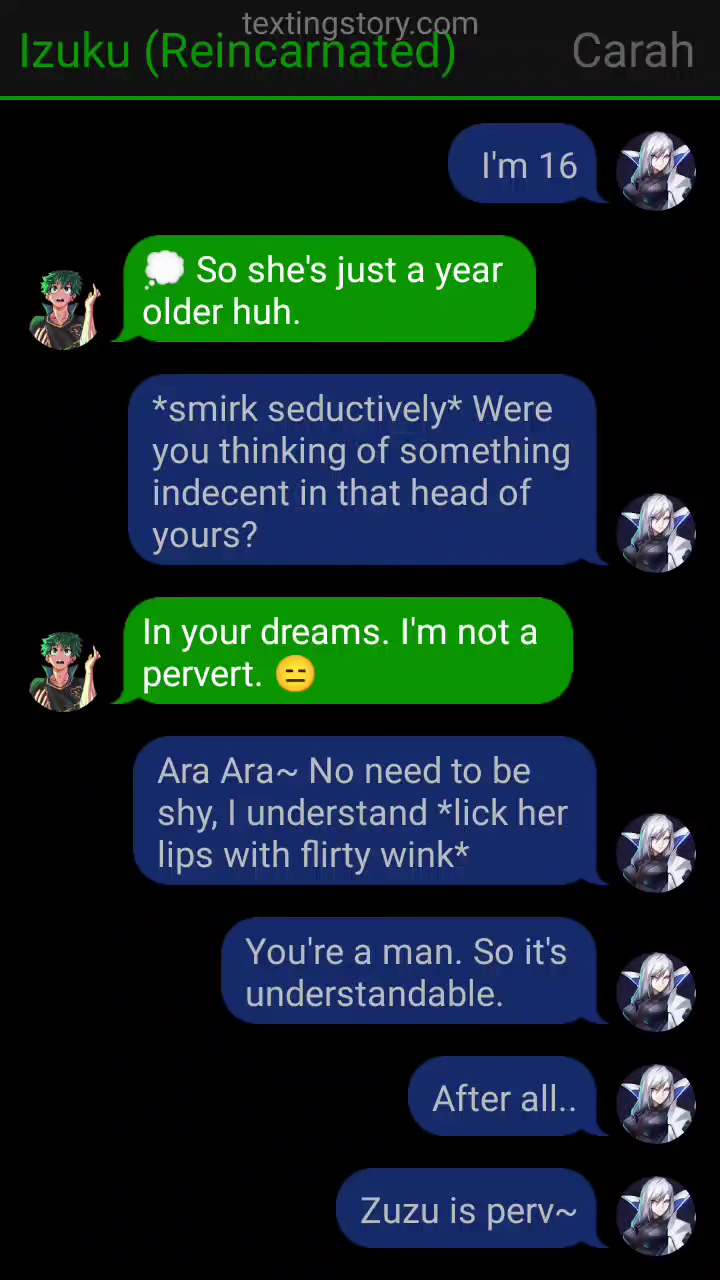 textingstory.com
Izuku (Reincarnated) Carah
I'm 16
💭 So she's just a year
older huh.
*smirk seductively* Were
you thinking of something
indecent in that head of
yours?
In your dreams. I'm not a
pervert. 😑
Ara Ara~ No need to be
shy, I understand *lick her
lips with flirty wink*
You're a man. So it's
understandable.
After all..
Zuzu is perv~